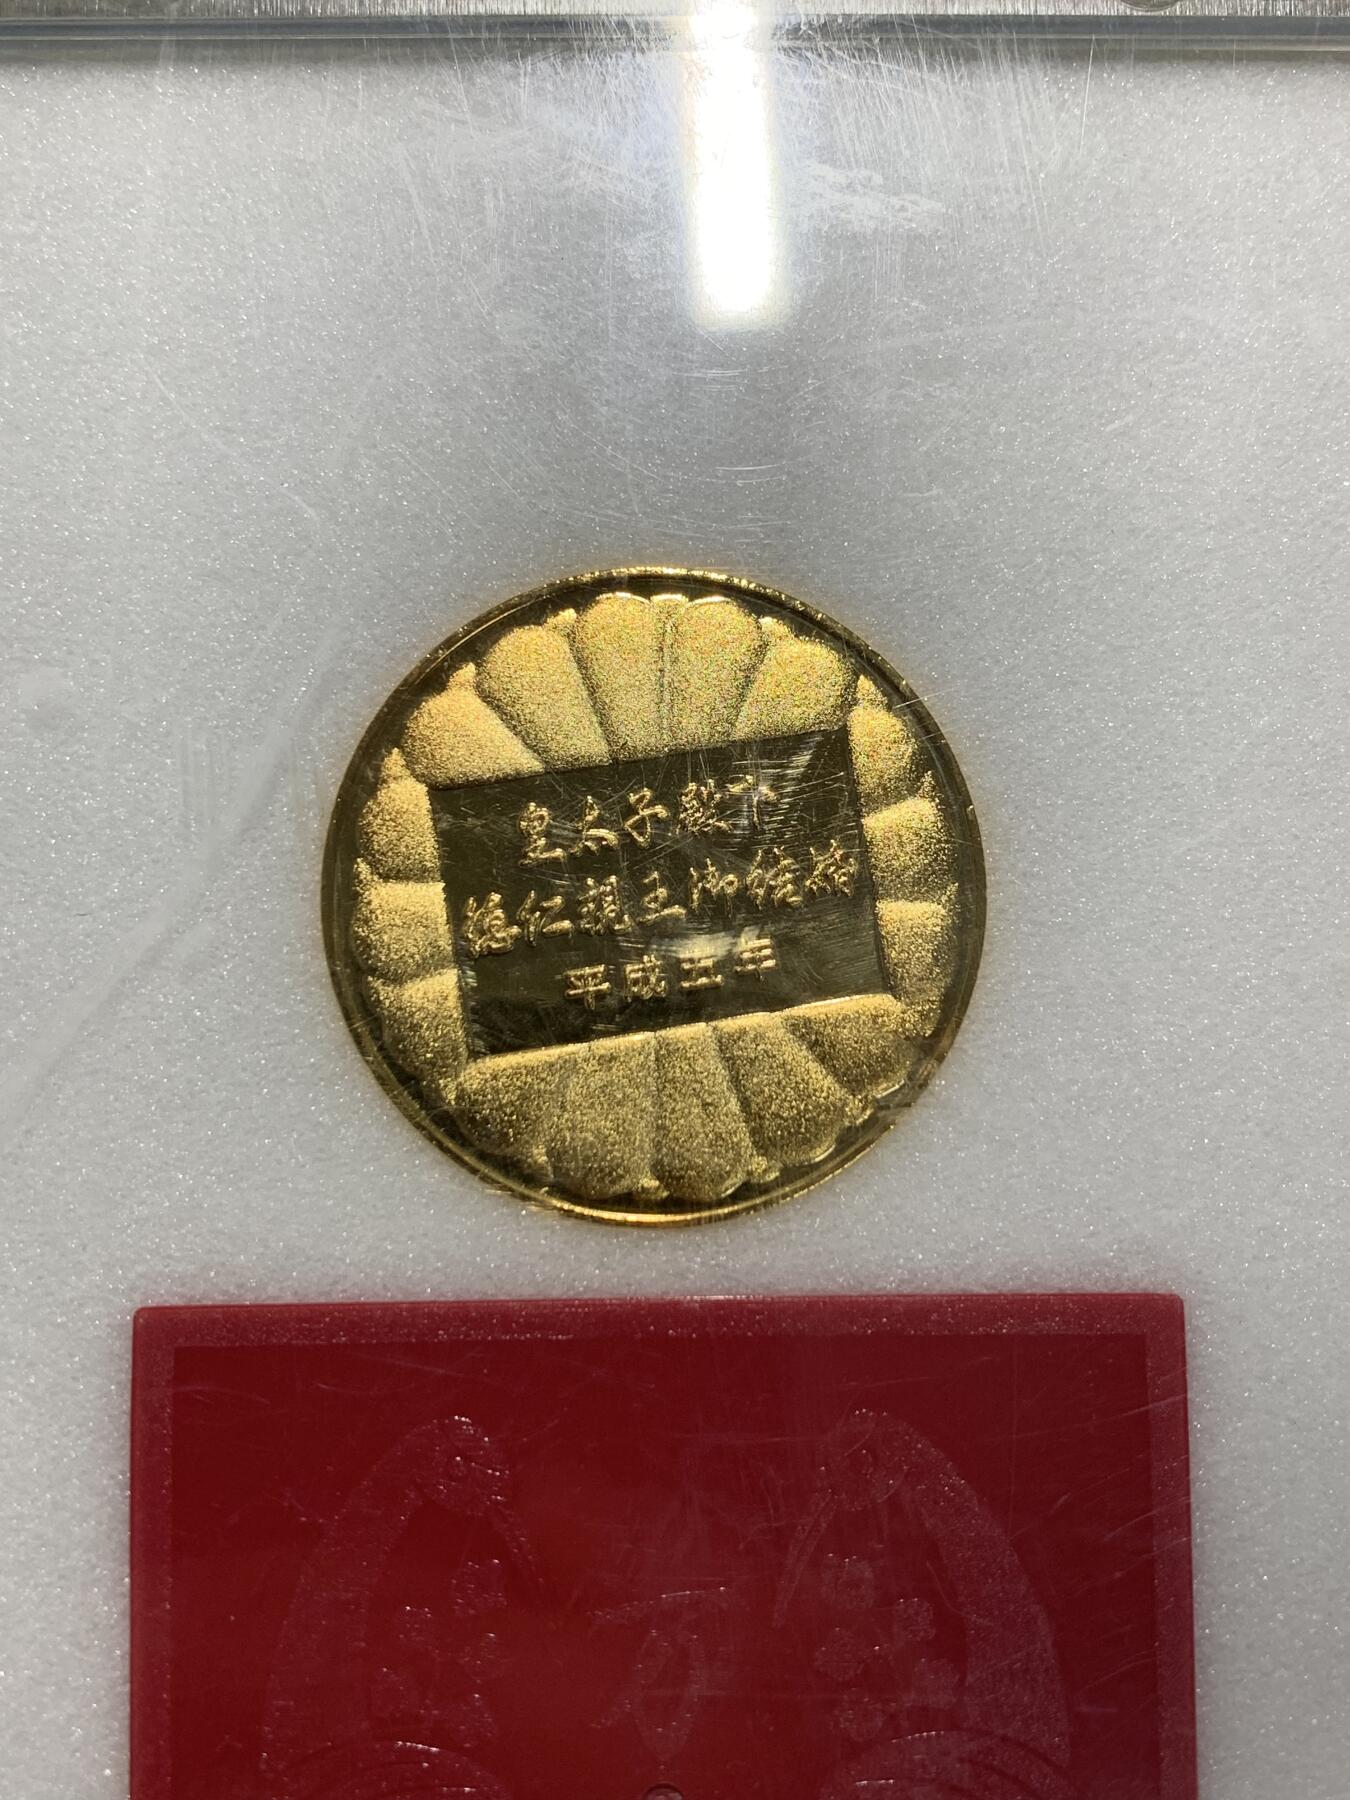 皇太子殿下
徳仁親王御結婚
平成五年